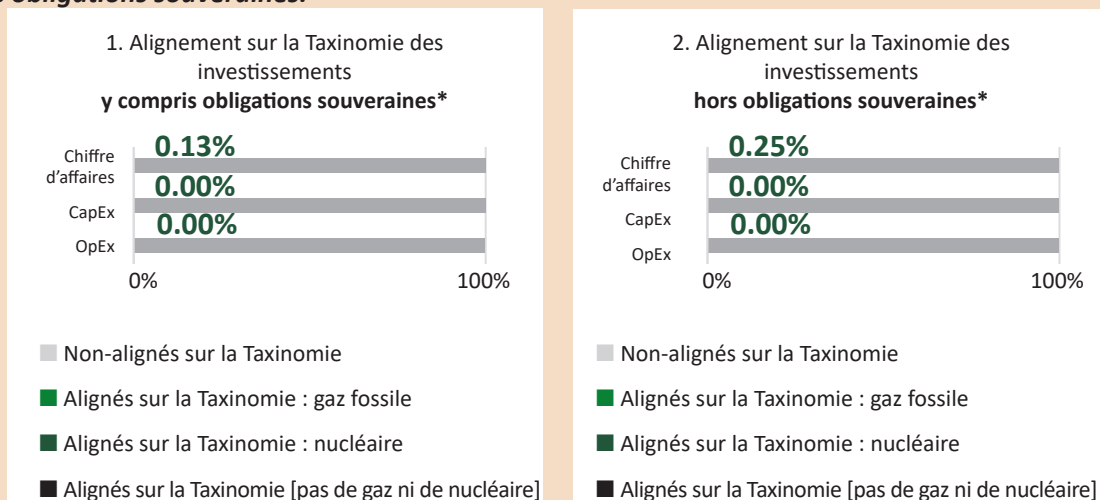 obligations souveraines.
1. Alignement sur la Taxinomie des
investissements
y compris obligations souveraines*
0.13%
Chiffre
d'affaires
0.00%
CapEx
0.00%
OpEx
0%
100%
Non-alignés sur la Taxinomie
Alignés sur la Taxinomie : gaz fossile
Alignés sur la Taxinomie : nucléaire
Alignés sur la Taxinomie [pas de gaz ni de nucléaire]
2. Alignement sur la Taxinomie des
investissements
hors obligations souveraines*
0.25%
Chiffre
d'affaires
0.00%
CapEx
0.00%
OpEx
0%
100%
Non-alignés sur la Taxinomie
Alignés sur la Taxinomie : gaz fossile
Alignés sur la Taxinomie : nucléaire
Alignés sur la Taxinomie [pas de gaz ni de nucléaire]